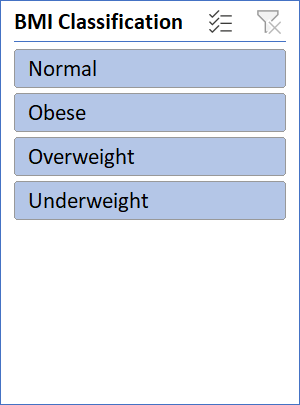 BMI Classification
Normal
Obese
Overweight
Underweight